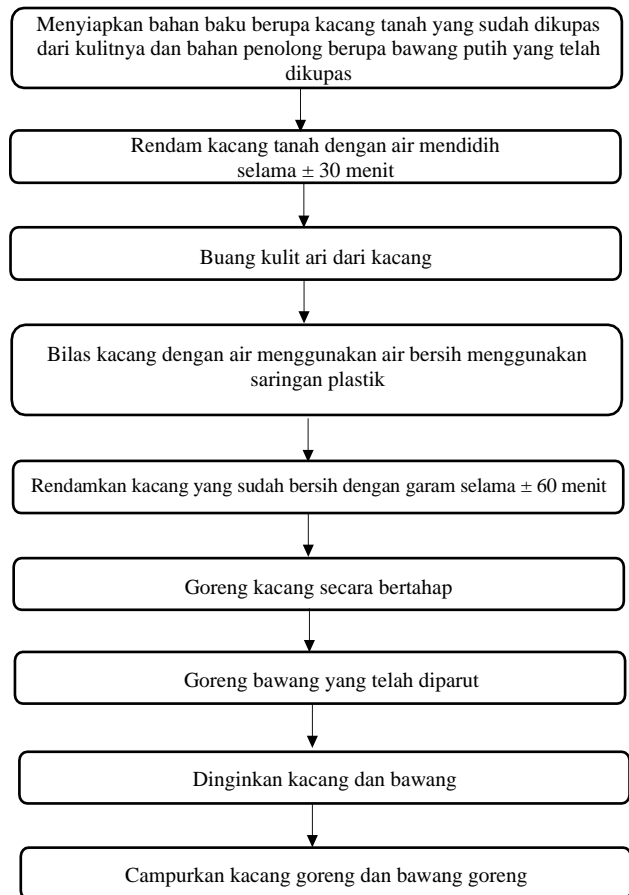 Menyiapkan bahan baku berupa kacang tanah yang sudah dikupas
dari kulitnya dan bahan penolong berupa bawang putih yang telah
dikupas
Rendam kacang tanah dengan air mendidih
selama ± 30 menit
Buang kulit ari dari kacang
Bilas kacang dengan air menggunakan air bersih menggunakan
saringan plastik
Rendamkan kacang yang sudah bersih dengan garam selama ± 60 menit
Goreng kacang secara bertahap
Goreng bawang yang telah diparut
Dinginkan kacang dan bawang
Campurkan kacang goreng dan bawang goreng